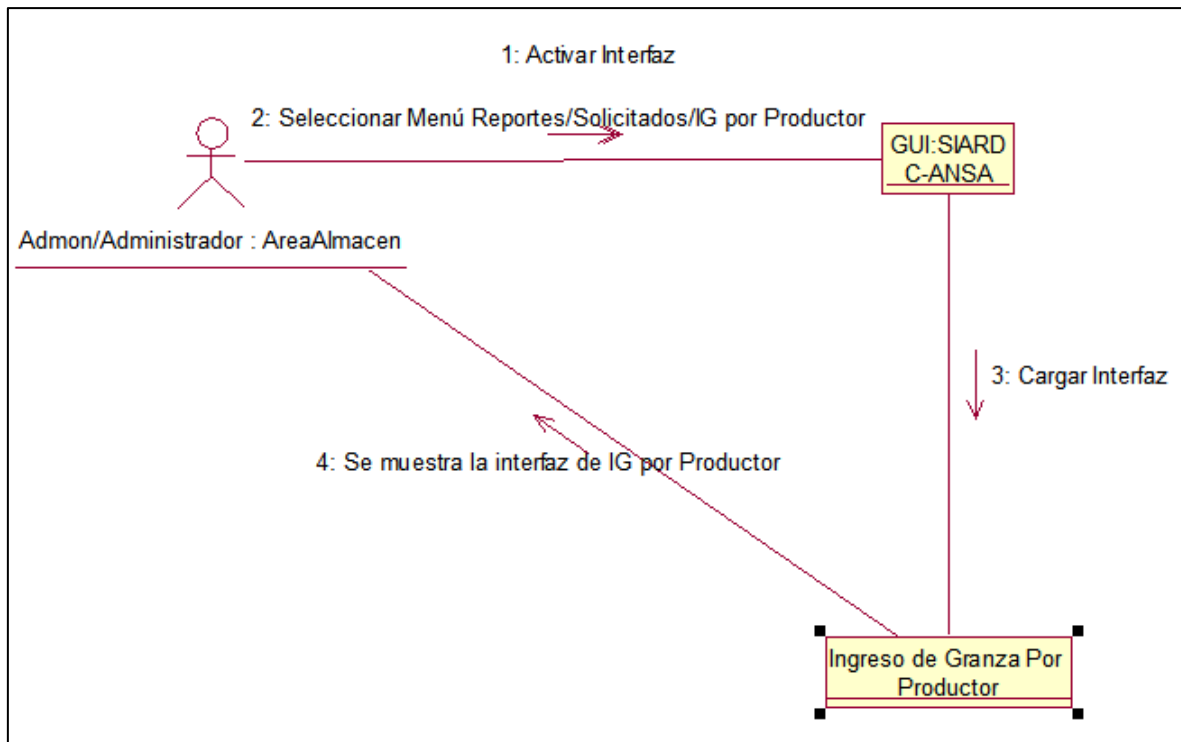 1: Activar Interfaz
2: Seleccionar Menú Reportes/Solicitados/IG por Productor
GUI:SIARD
C-ANSA
Admon/Administrador : AreaAlmacen
3: Cargar Interfaz
4: Se muestra la interfaz de IG por Productor
Ingreso de Granza Por
Productor